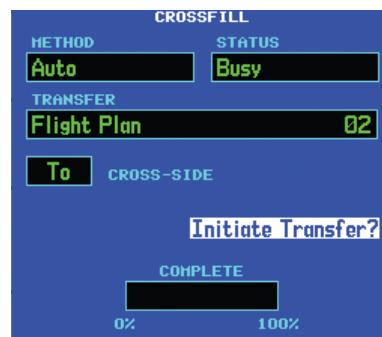 CROSSFILL
METHOD STATUS
Auto Busy
TRANSFER
Flight Plan 02
To CROSS-SIDE
Initiate Transfer?
COMPLETE
0% 100%